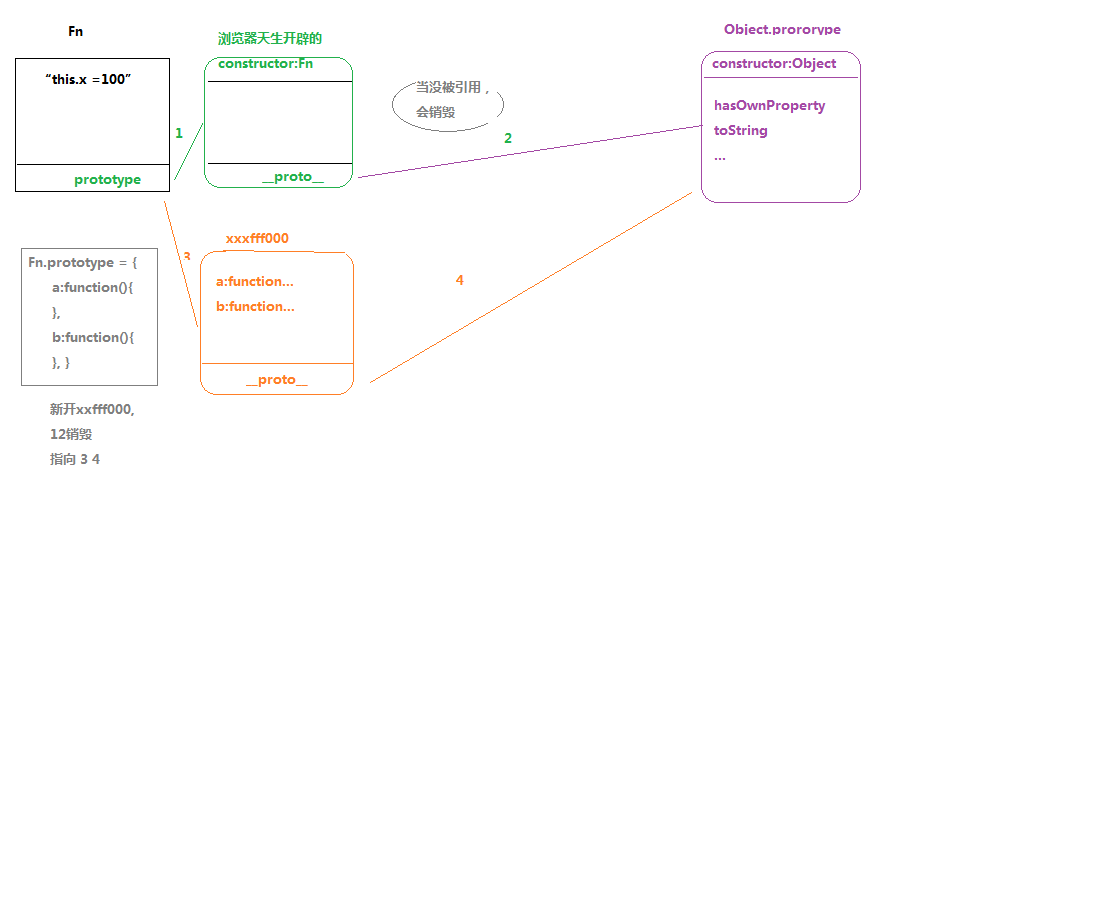 Fn
“this.x =100”
prototype
1
浏览器天生开辟的
constructor:Fn
__proto__
当没被引用，
会销毁
2
Object.prororype
constructor:Object
hasOwnProperty
toString
...
3
xxxfff000
a:function...
b:function...
__proto__
4
Fn.prototype = {
a:function(){
},
b:function(){
}, }
新开xxfff000,
12销毁
指向 3 4